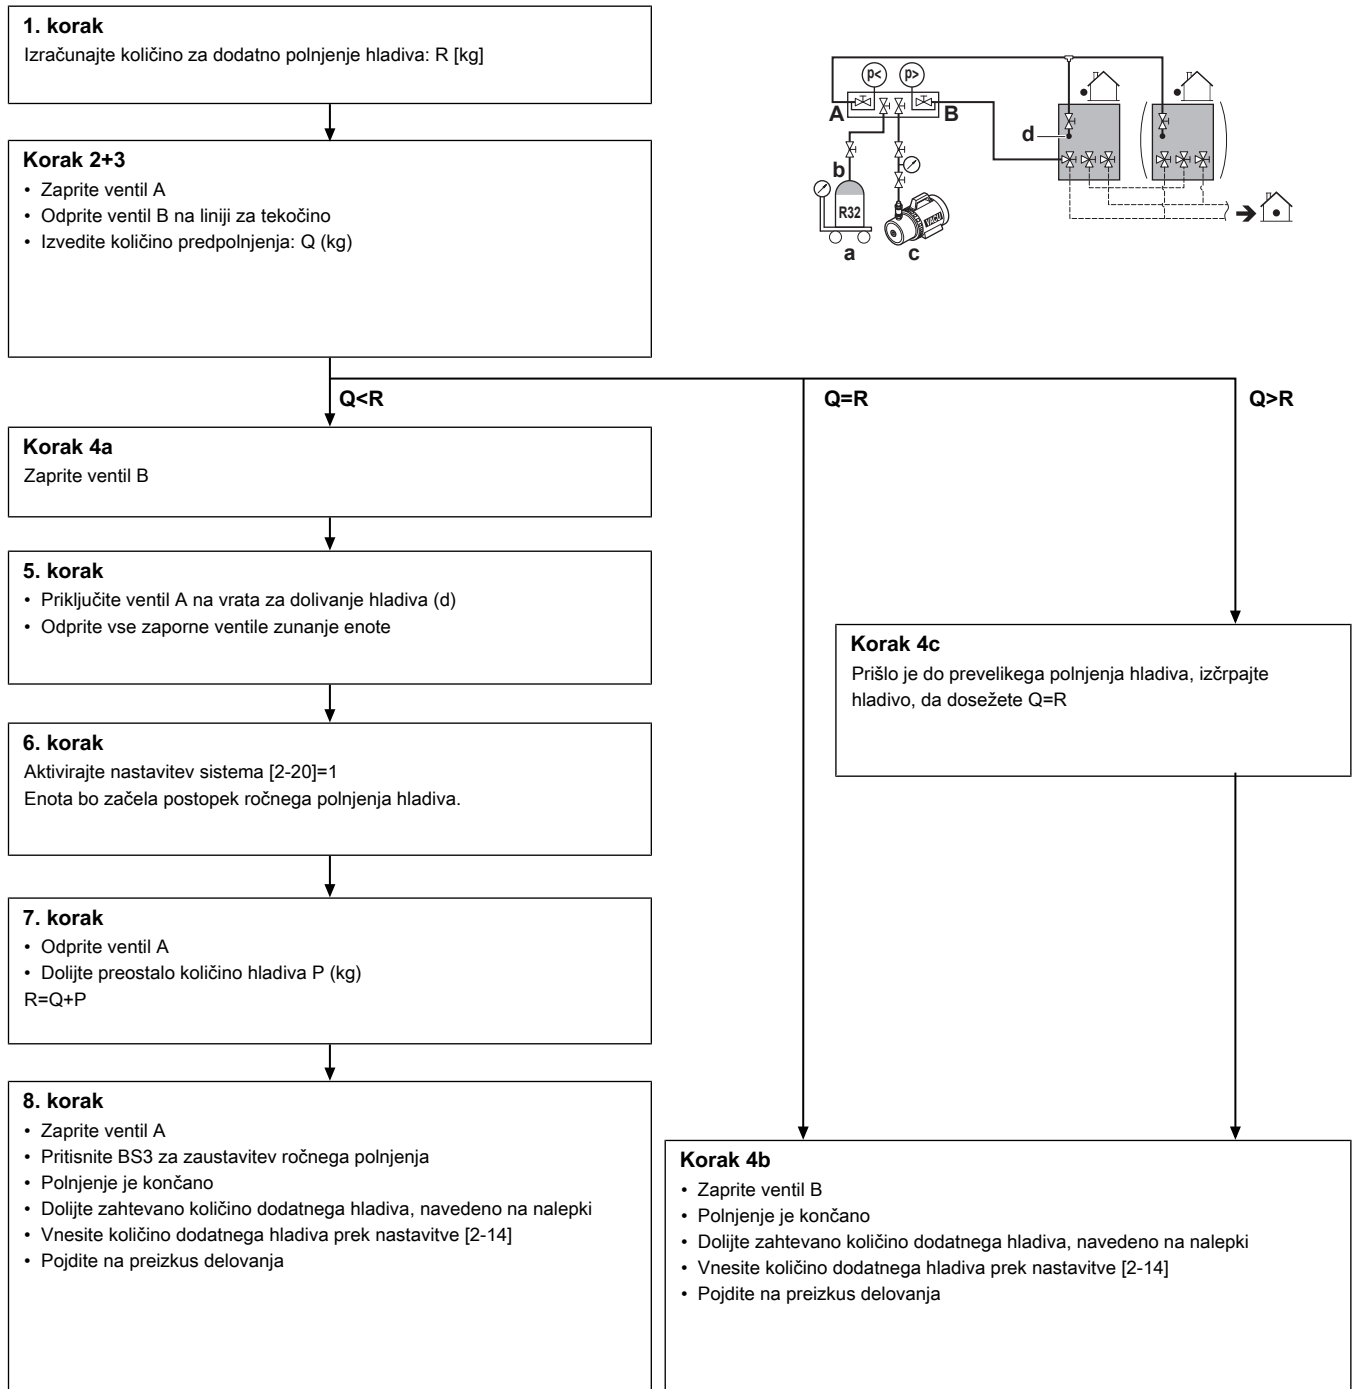 1. korak
Izračunajte količino za dodatno polnjenje hladiva: R [kg]
p<
p>
A
B
d
b
R32
VACU
a
c
Korak 2+3
• Zaprite ventil A
• Odprite ventil B na liniji za tekočino
• Izvedite količino predpolnjenja: Q (kg)
Q<R
Q=R
Q>R
Korak 4a
Zaprite ventil B
5. korak
• Priključite ventil A na vrata za dolivanje hladiva (d)
• Odprite vse zaporne ventile zunanje enote
Korak 4c
Prišlo je do prevelikega polnjenja hladiva, izčrpajte
hladivo, da dosežete Q=R
6. korak
Aktivirajte nastavitev sistema [2-20]=1
Enota bo začela postopek ročnega polnjenja hladiva.
7. korak
• Odprite ventil A
• Dolijte preostalo količino hladiva P (kg)
R=Q+P
8. korak
• Zaprite ventil A
• Pritisnite BS3 za zaustavitev ročnega polnjenja
• Polnjenje je končano
• Dolijte zahtevano količino dodatnega hladiva, navedeno na nalepki
• Vnesite količino dodatnega hladiva prek nastavitve [2-14]
• Pojdite na preizkus delovanja
Korak 4b
• Zaprite ventil B
• Polnjenje je končano
• Dolijte zahtevano količino dodatnega hladiva, navedeno na nalepki
• Vnesite količino dodatnega hladiva prek nastavitve [2-14]
• Pojdite na preizkus delovanja